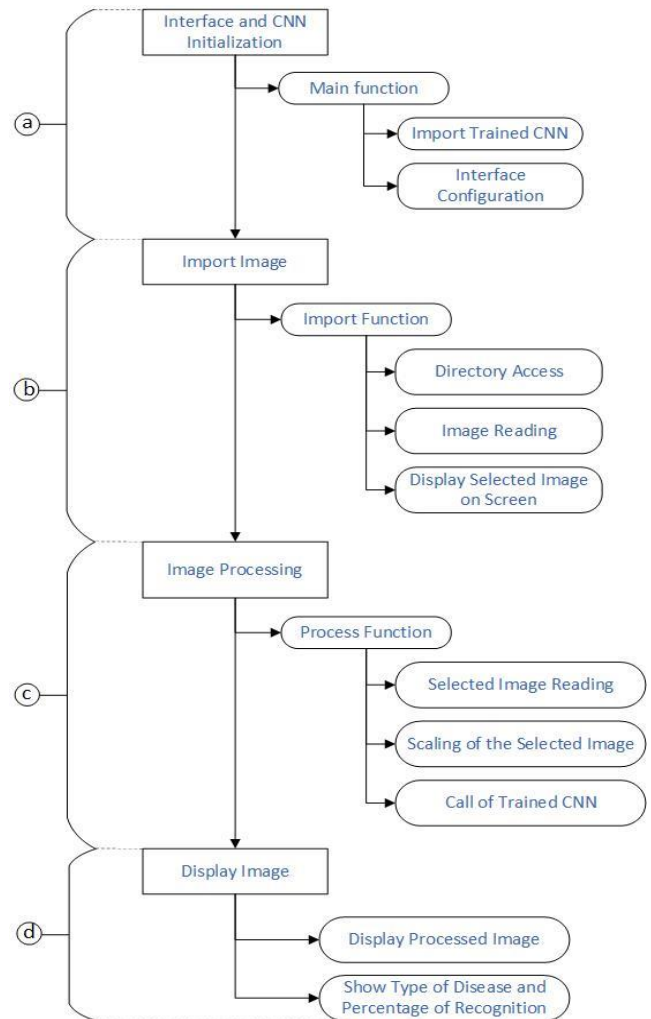 Interface and CNN
Initialization
Main function
a
Import Trained CNN
Interface
Configuration
Import Image
Import Function
Directory Access
b
Image Reading
Display Selected Image
on Screen
Image Processing
Process Function
Selected Image Reading
c
Scaling of the Selected Image
Call of Trained CNN
Display Image
d
Display Processed Image
Show Type of Disease and
Percentage of Recognition